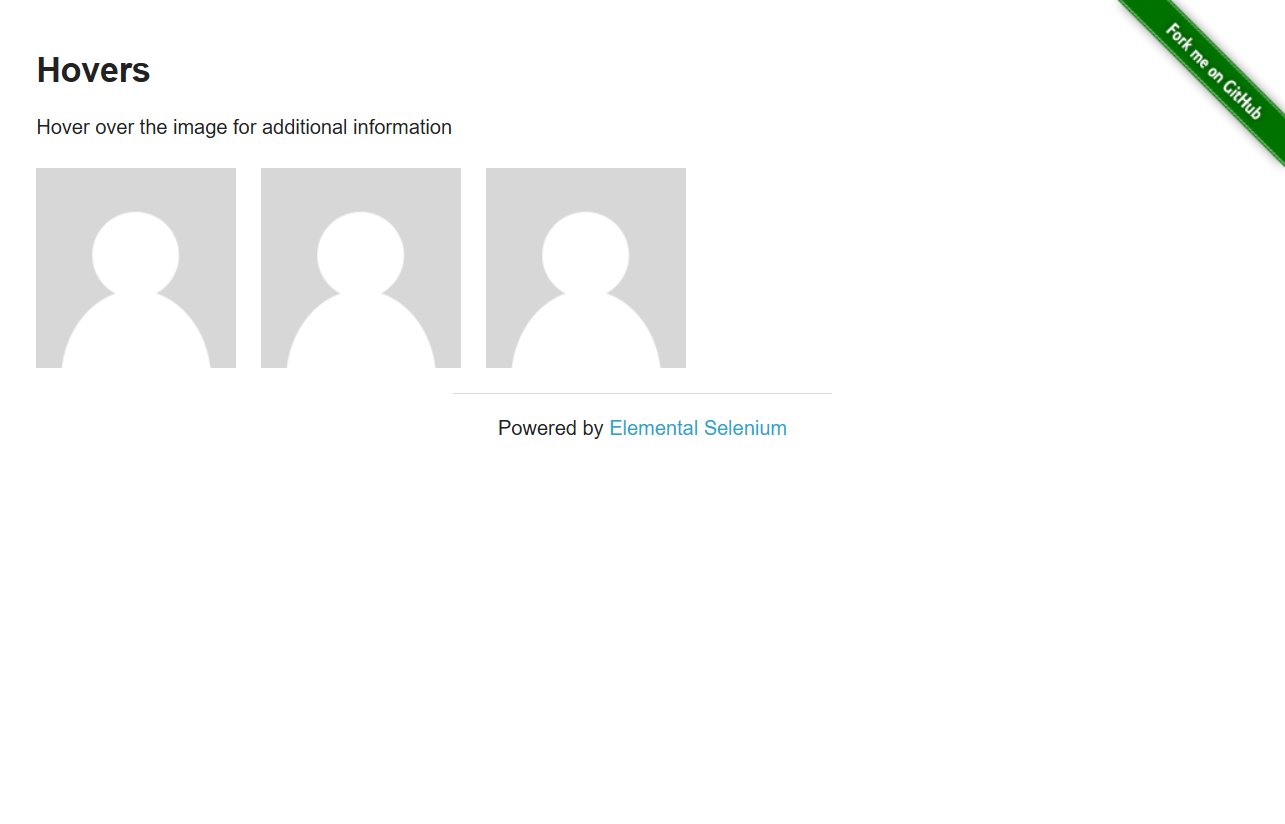 Fork me on GitHub
Hovers
Hover over the image for additional information
Powered by Elemental Selenium